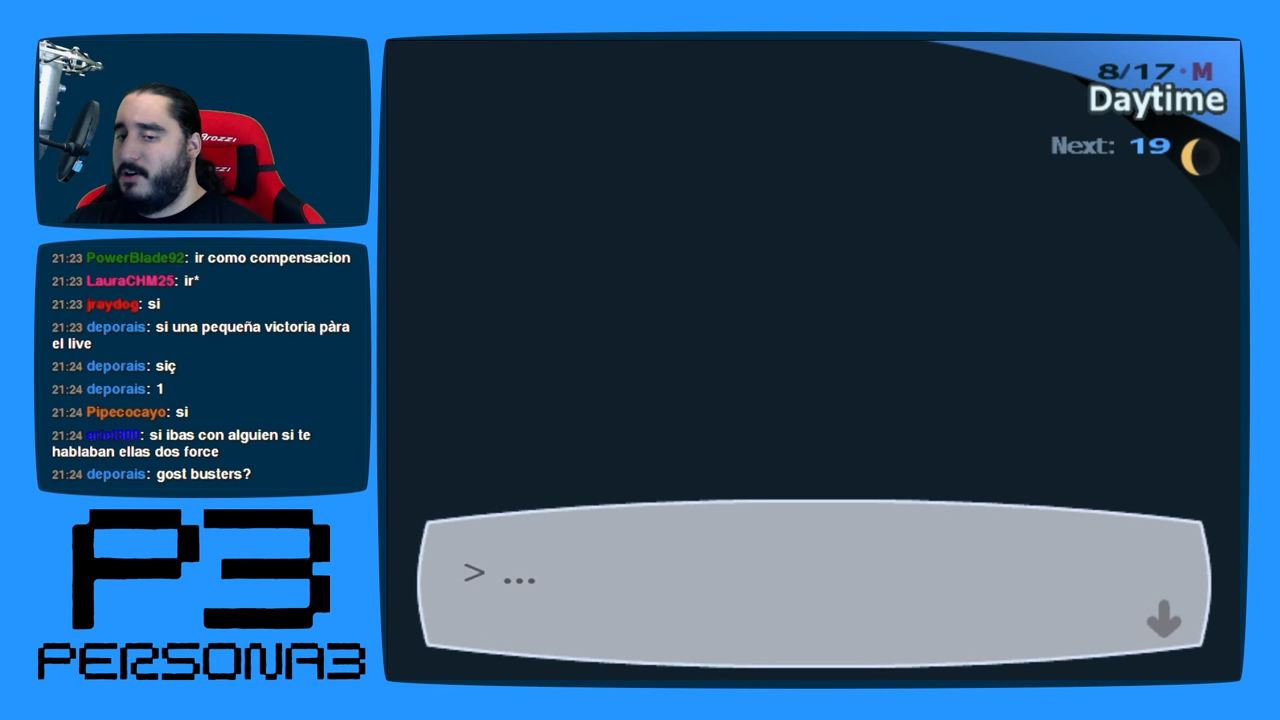 8/17·M
Daytime
Next: 19
Arozzi
21:23 PowerBlade92: ir como compensacion
21:23 LauraCHM25: ir*
21:23 jraydog: si
21:23 deporais: si una pequeña victoria pàra
el live
21:24 deporais: siç
21:24 deporais: 1
21:24 Pipecocayo: si
21:24 : si ibas con alguien si te
hablaban ellas dos force
21:24 deporais: gost busters?
> ...
P3
PERSONA3